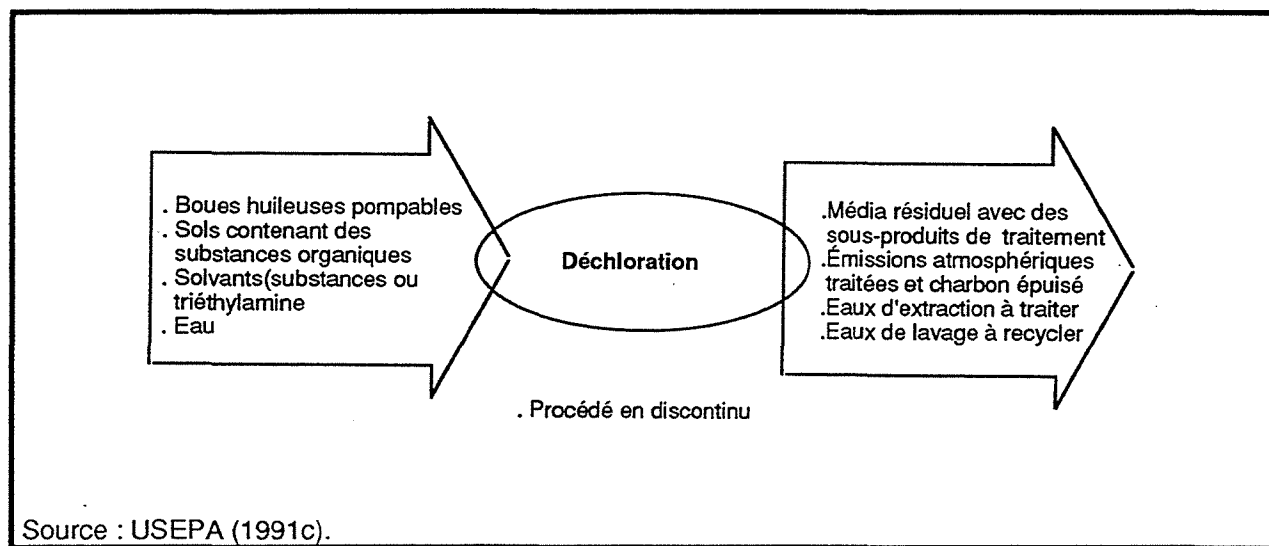 . Boues huileuses pompables
. Sols contenant des
substances organiques
. Solvants(substances ou
triéthylamine
. Eau
Déchloration
.Média résiduel avec des
sous-produits de traitement
.Émissions atmosphériques
traitées et charbon épuisé
.Eaux d'extraction à traiter
.Eaux de lavage à recycler
. Procédé en discontinu
Source : USEPA (1991c).